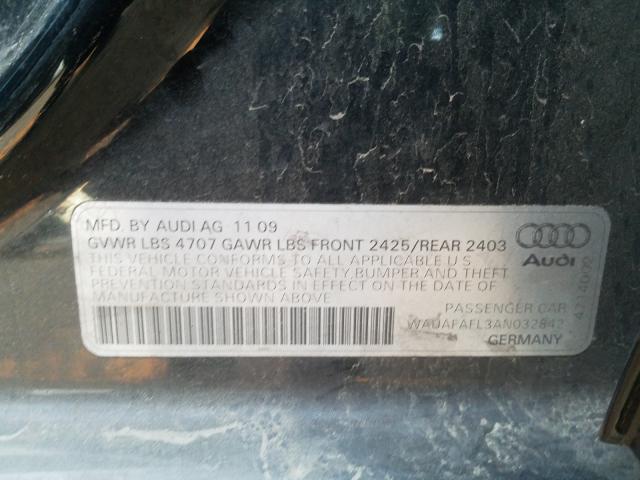 MFD. BY AUDI AG 11 09
GVWR LBS 4707 GAWR LBS FRONT 2425/REAR 2403
THIS VEHICLE CONFORMS TO ALL APPLICABLE U S
FEDERAL MOTOR VEHICLE SAFETY,BUMPER AND THEFT
PREVENTION STANDARDS IN EFFECT ON THE DATE OF
MANUFACTURE SHOWN ABOVE
Audi
PASSENGER CAR
WAUAFAFL3AN032842
GERMANY